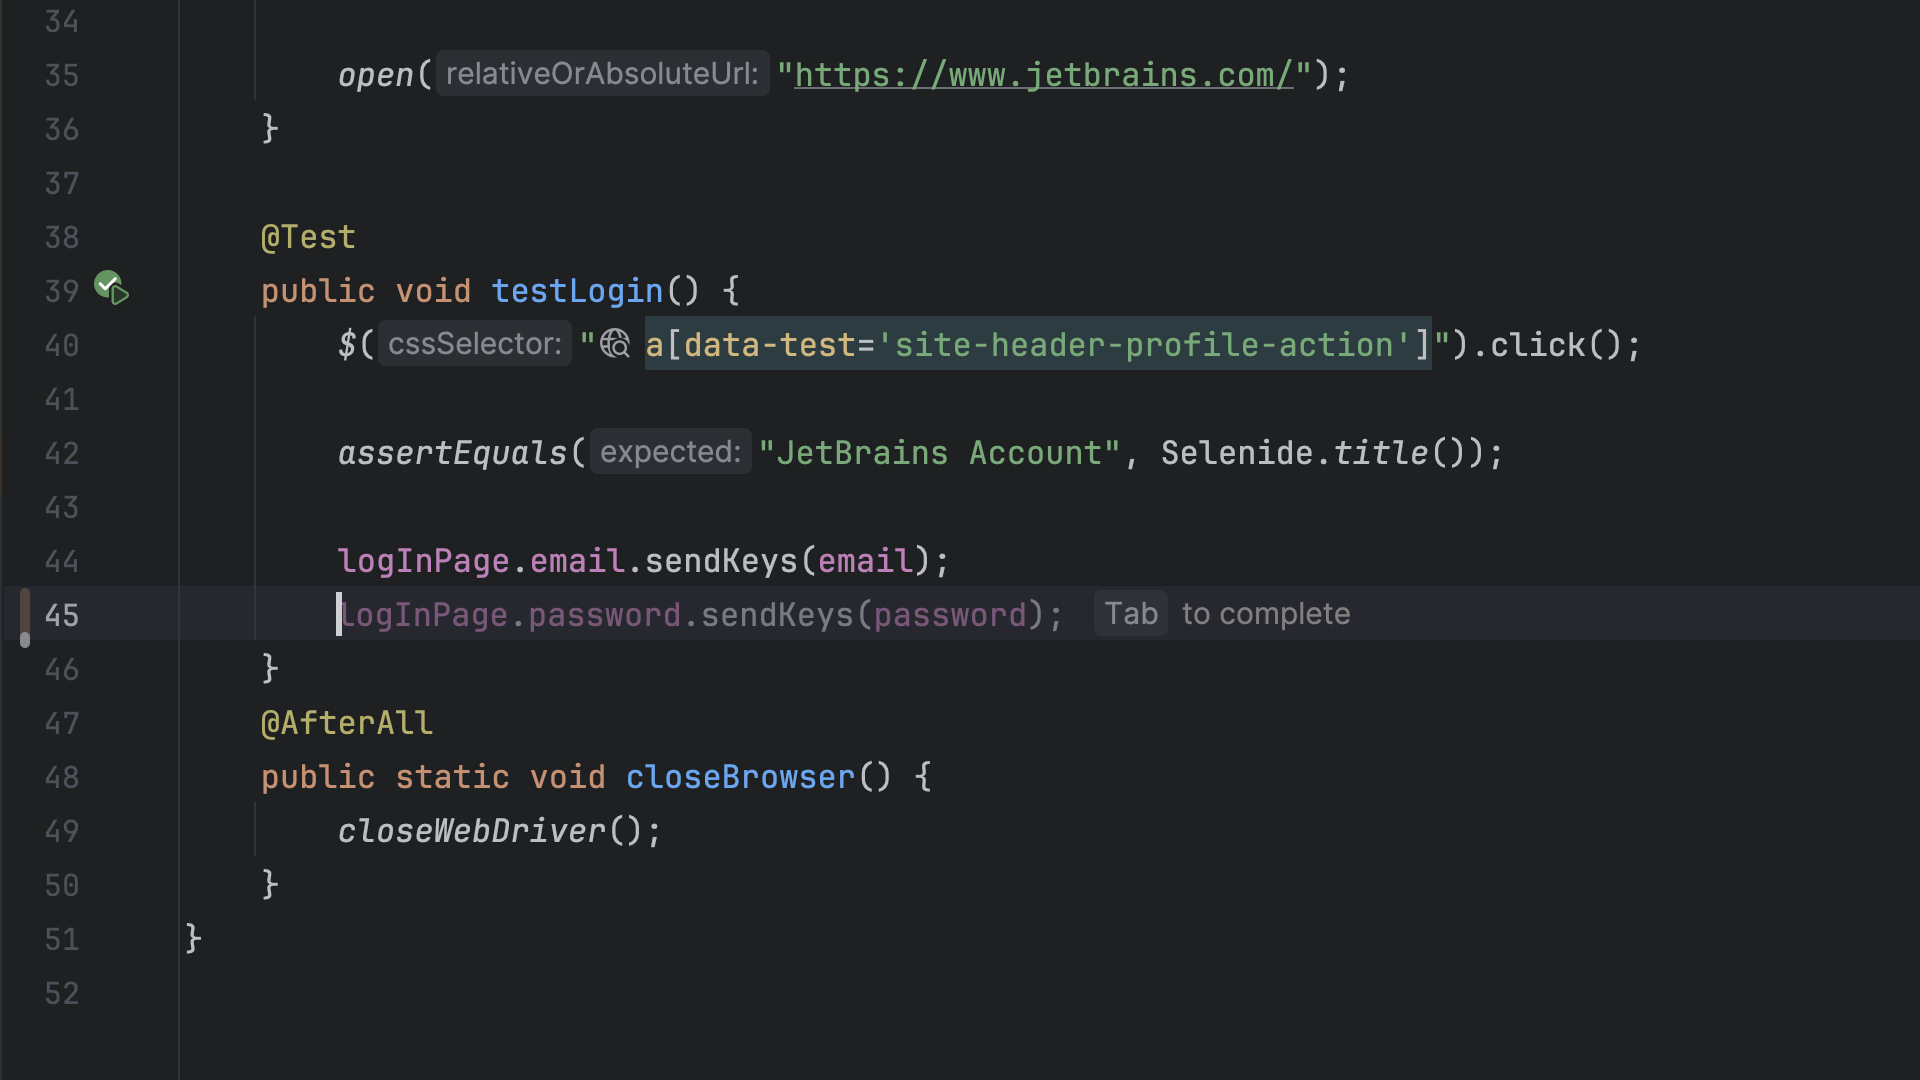 34
35 open( relativeOrAbsoluteUrl: "https://www.jetbrains.com/");
36 }
37
38 @Test
39 public void testLogin() {
40 $( cssSelector: "a[data-test='site-header-profile-action']").click();
41
42 assertEquals( expected: "JetBrains Account", Selenide.title());
43
44 logInPage.email.sendKeys(email);
45 logInPage.password.sendKeys(password); Tab to complete
46 }
47 @AfterAll
48 public static void closeBrowser() {
49 closeWebDriver();
50 }
51 }
52